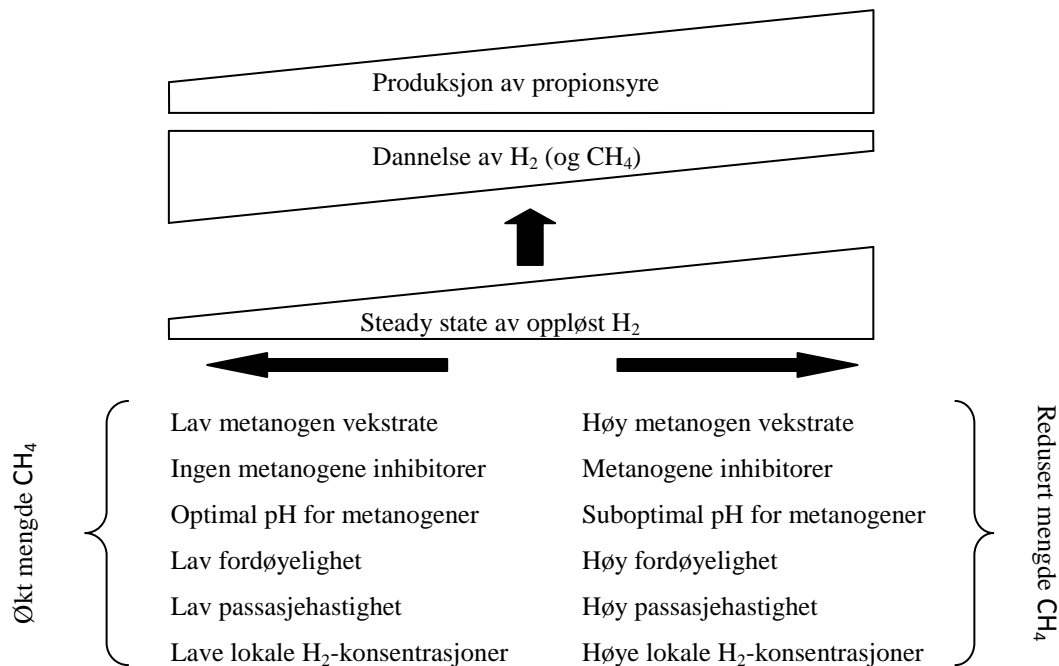 Produksjon av propionsyre
Dannelse av H₂ (og CH₄)
Steady state av oppløst H₂
Økt mengde CH₄
Lav metanogen vekstrate
Ingen metanogene inhibitorer
Optimal pH for metanogener
Lav fordøyelighet
Lav passasjehastighet
Lave lokale H₂-konsentrasjoner
Høy metanogen vekstrate
Metanogene inhibitorer
Suboptimal pH for metanogener
Høy fordøyelighet
Høy passasjehastighet
Høye lokale H₂-konsentrasjoner
Redusert mengde CH₄